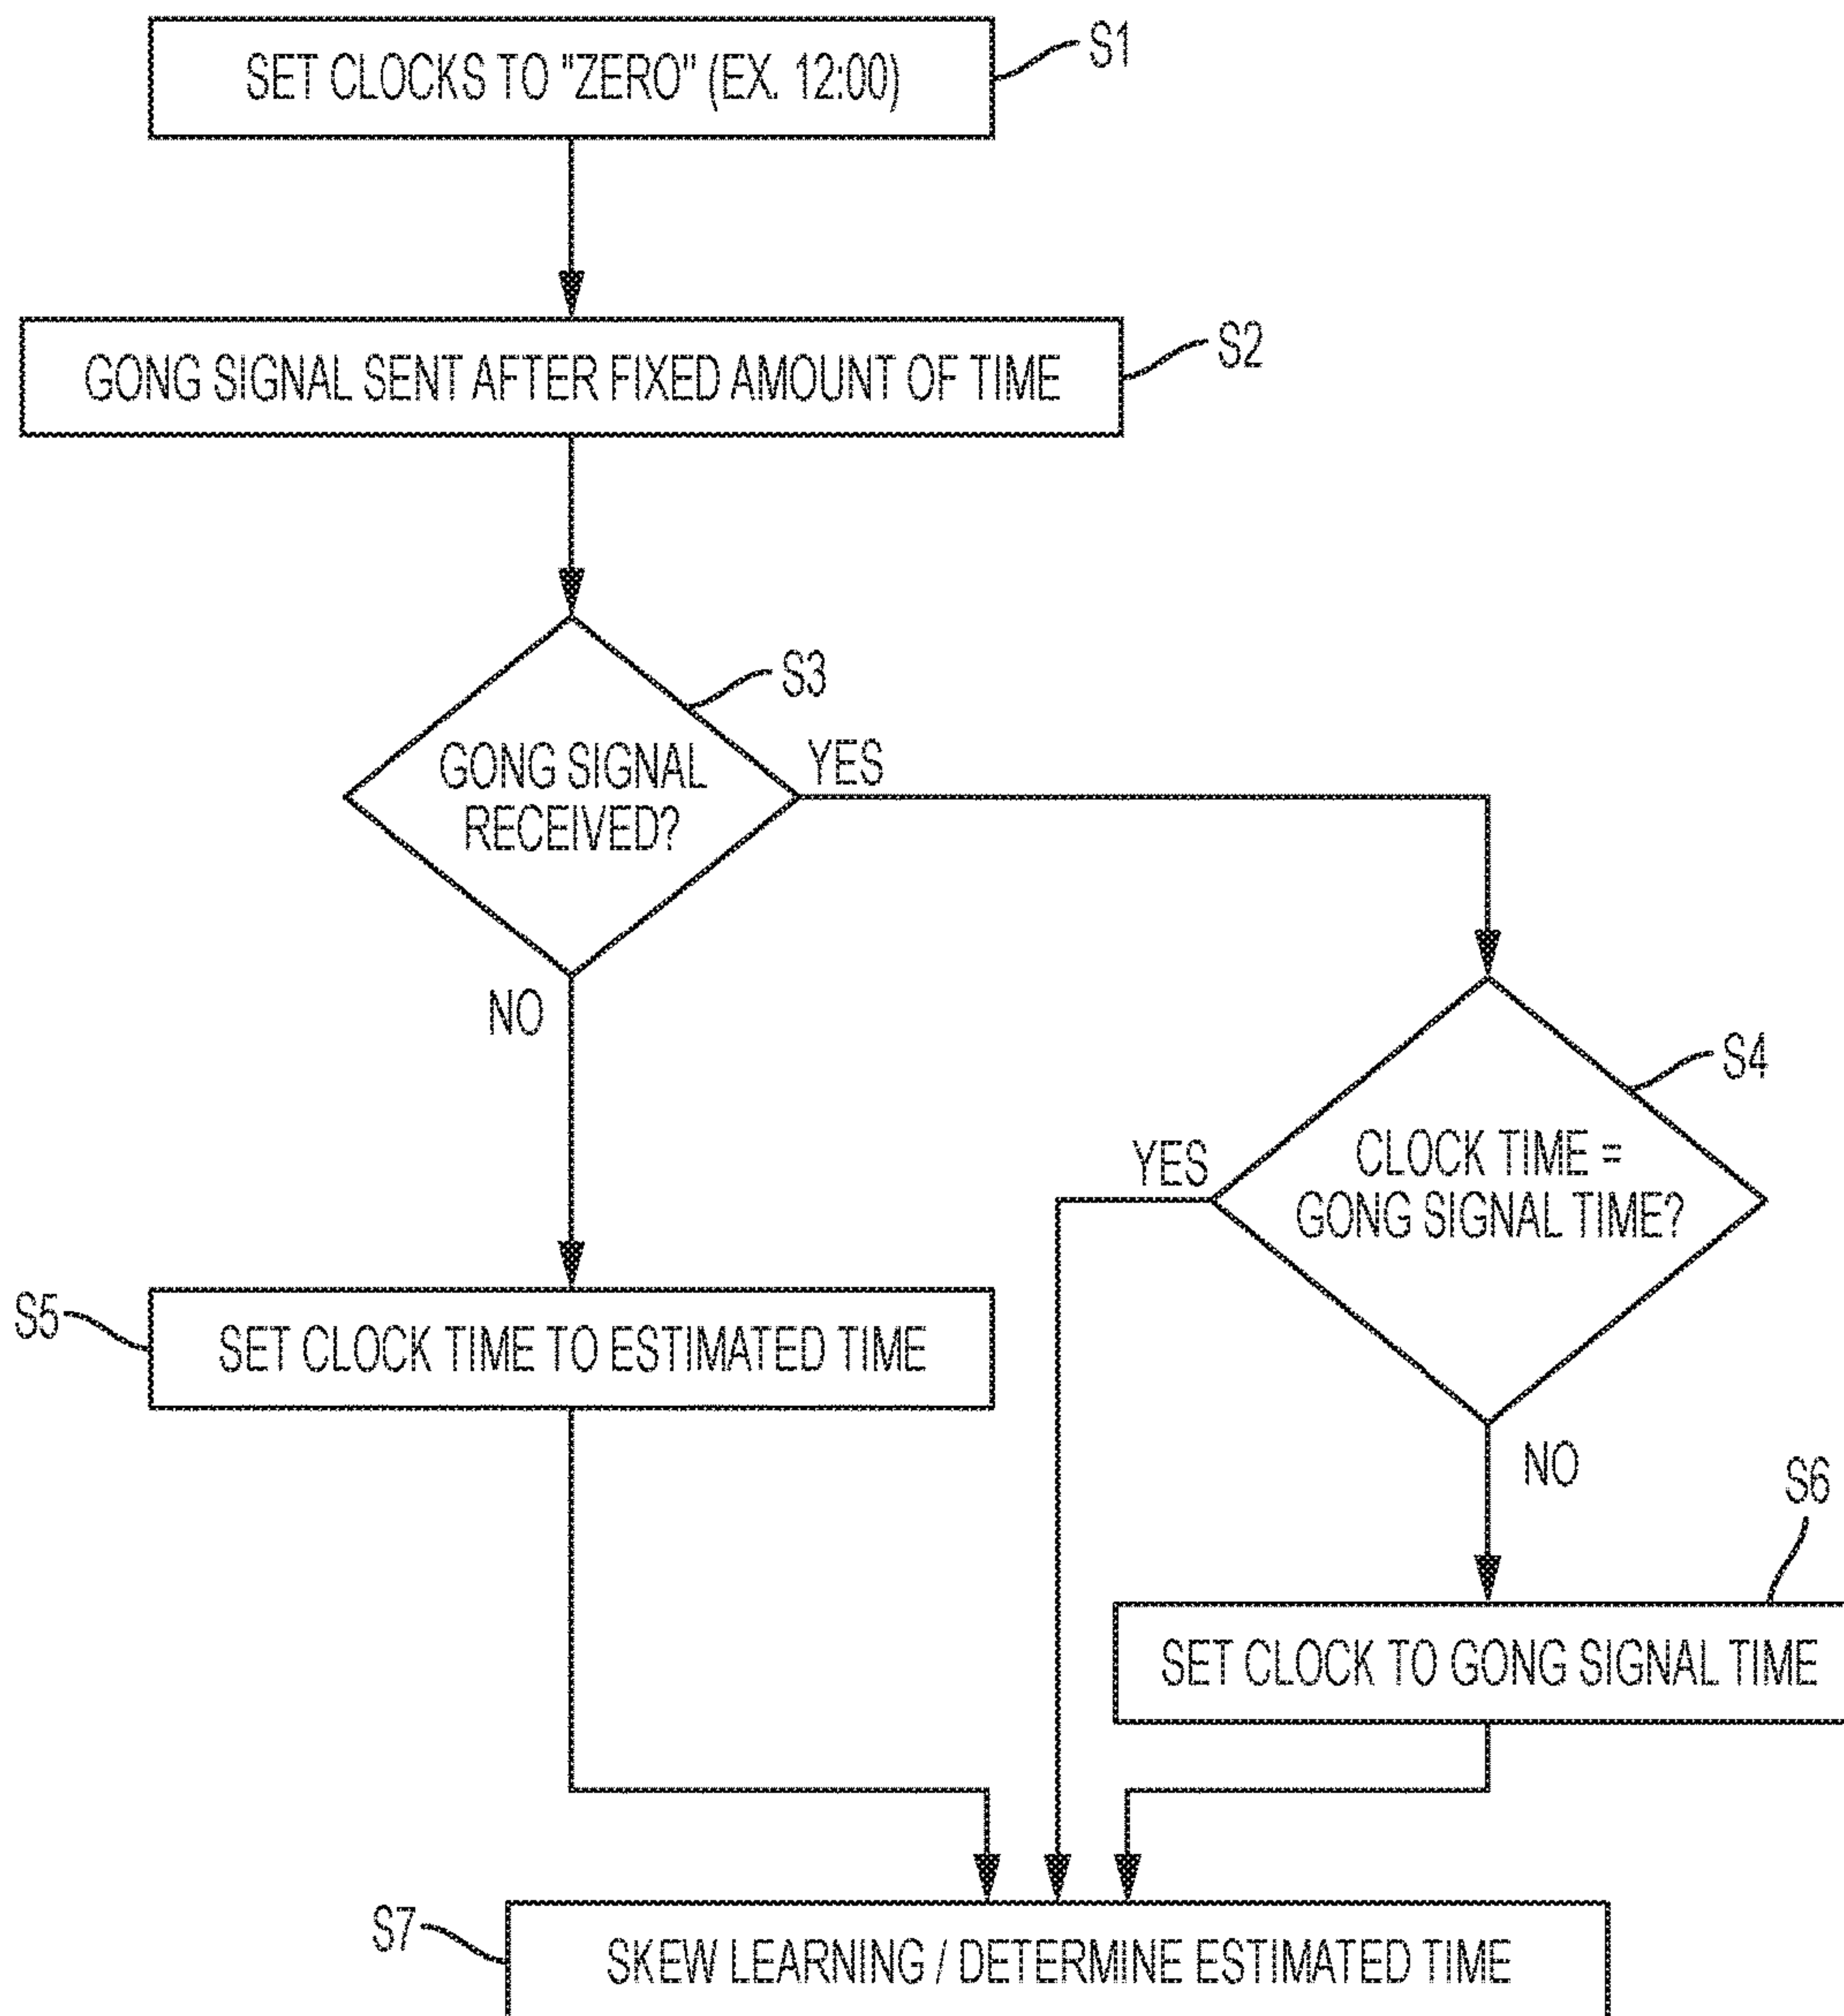 SET CLOCKS TO "ZERO" (EX. 12:00)
S1
GONG SIGNAL SENT AFTER FIXED AMOUNT OF TIME
S2
S3
GONG SIGNAL
RECEIVED?
YES
NO
S4
CLOCK TIME =
GONG SIGNAL TIME?
YES
NO
S5
SET CLOCK TIME TO ESTIMATED TIME
S6
SET CLOCK TO GONG SIGNAL TIME
S7
SKEW LEARNING / DETERMINE ESTIMATED TIME